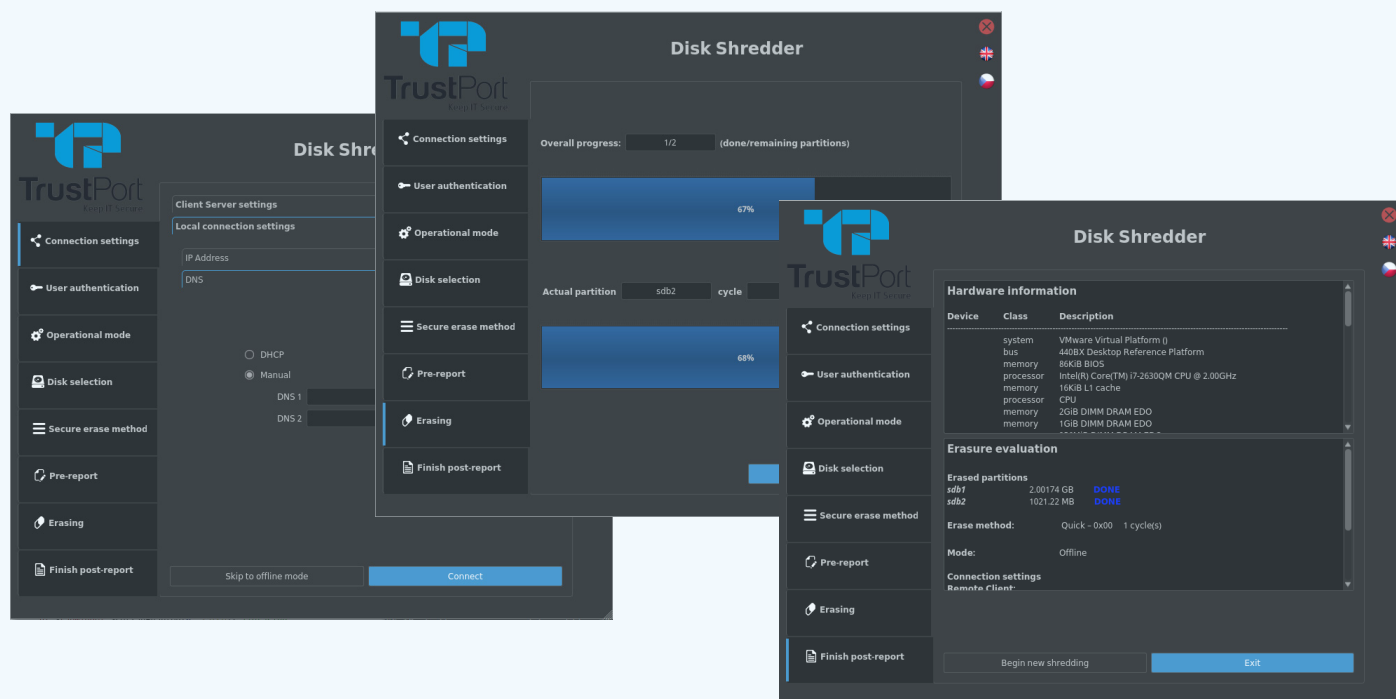 TrustPort
Keep IT Secure
Disk Shre
Connection settings
User authentication
Operational mode
Disk selection
Secure erase method
Pre-report
Erasing
Finish post-report
Client Server settings
Local connection settings
IP Address
DNS
DHCP
Manual
DNS 1
DNS 2
Skip to offline mode
Connect
TrustPort
Keep IT Secure
Disk Shredder
Connection settings
User authentication
Operational mode
Disk selection
Secure erase method
Pre-report
Erasing
Finish post-report
Overall progress: 1/2 (done/remaining partitions)
67%
Actual partition sdb2 cycle
68%
TrustPort
Keep IT Secure
Disk Shredder
Connection settings
User authentication
Operational mode
Disk selection
Secure erase method
Pre-report
Erasing
Finish post-report
Hardware information
Device Class Description
system VMware Virtual Platform ()
bus 440BX Desktop Reference Platform
memory 86KiB BIOS
processor Intel(R) Core(TM) i7-2630QM CPU @ 2.00GHz
memory 16KiB L1 cache
processor CPU
memory 2GiB DIMM DRAM EDO
memory 1GiB DIMM DRAM EDO
Erasure evaluation
Erased partitions
sdb1 2.00174 GB DONE
sdb2 1021.22 MB DONE
Erase method: Quick – 0x00 1 cycle(s)
Mode: Offline
Connection settings
Remote Client:
Begin new shredding
Exit